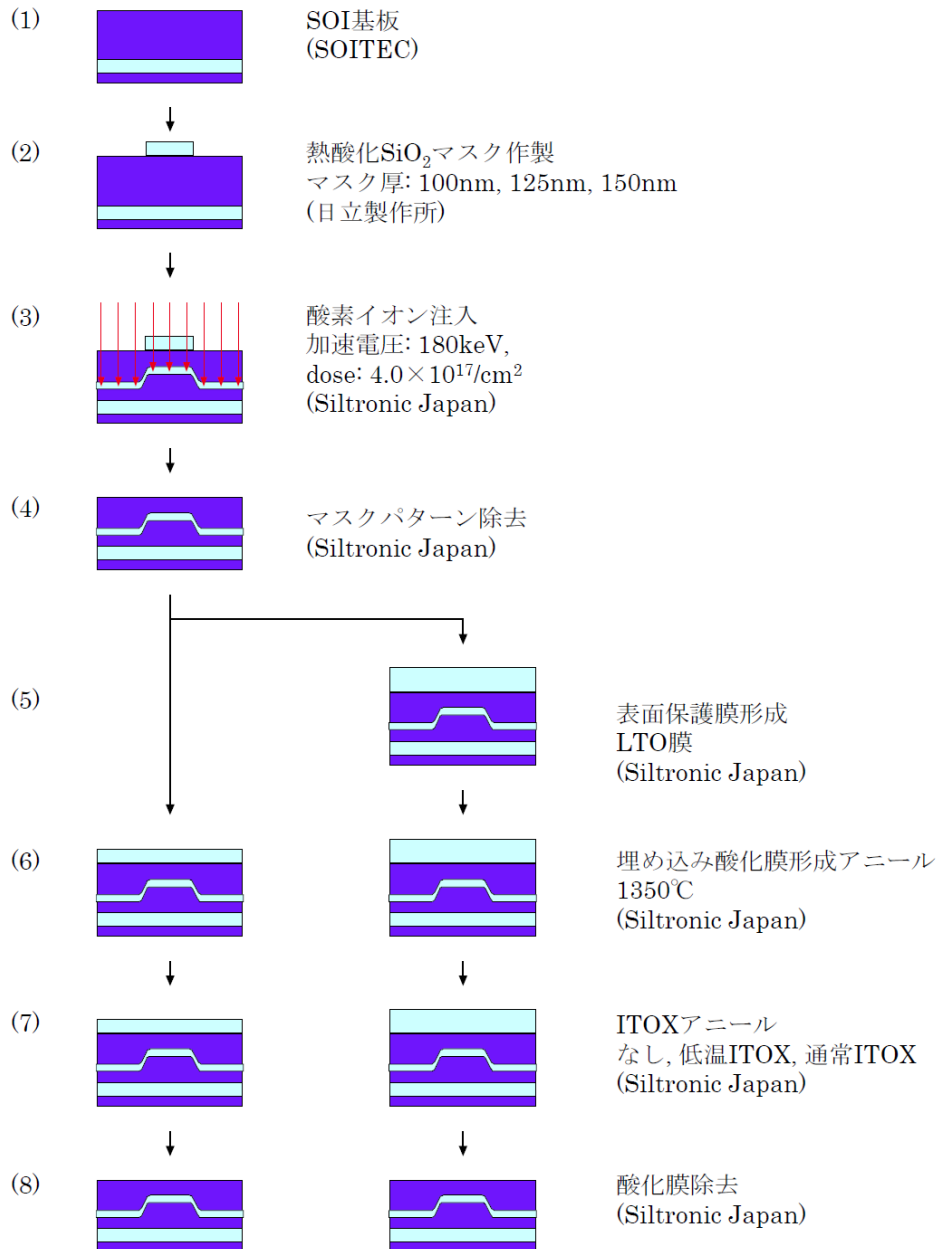 (1)
SOI基板
(SOITEC)
(2)
熱酸化SiO₂マスク作製
マスク厚: 100nm, 125nm, 150nm
(日立製作所)
(3)
酸素イオン注入
加速電圧: 180keV,
dose: 4.0×10¹⁷/cm²
(Siltronic Japan)
(4)
マスクパターン除去
(Siltronic Japan)
(5)
表面保護膜形成
LTO膜
(Siltronic Japan)
(6)
埋め込み酸化膜形成アニール
1350℃
(Siltronic Japan)
(7)
ITOXアニール
なし, 低温ITOX, 通常ITOX
(Siltronic Japan)
(8)
酸化膜除去
(Siltronic Japan)